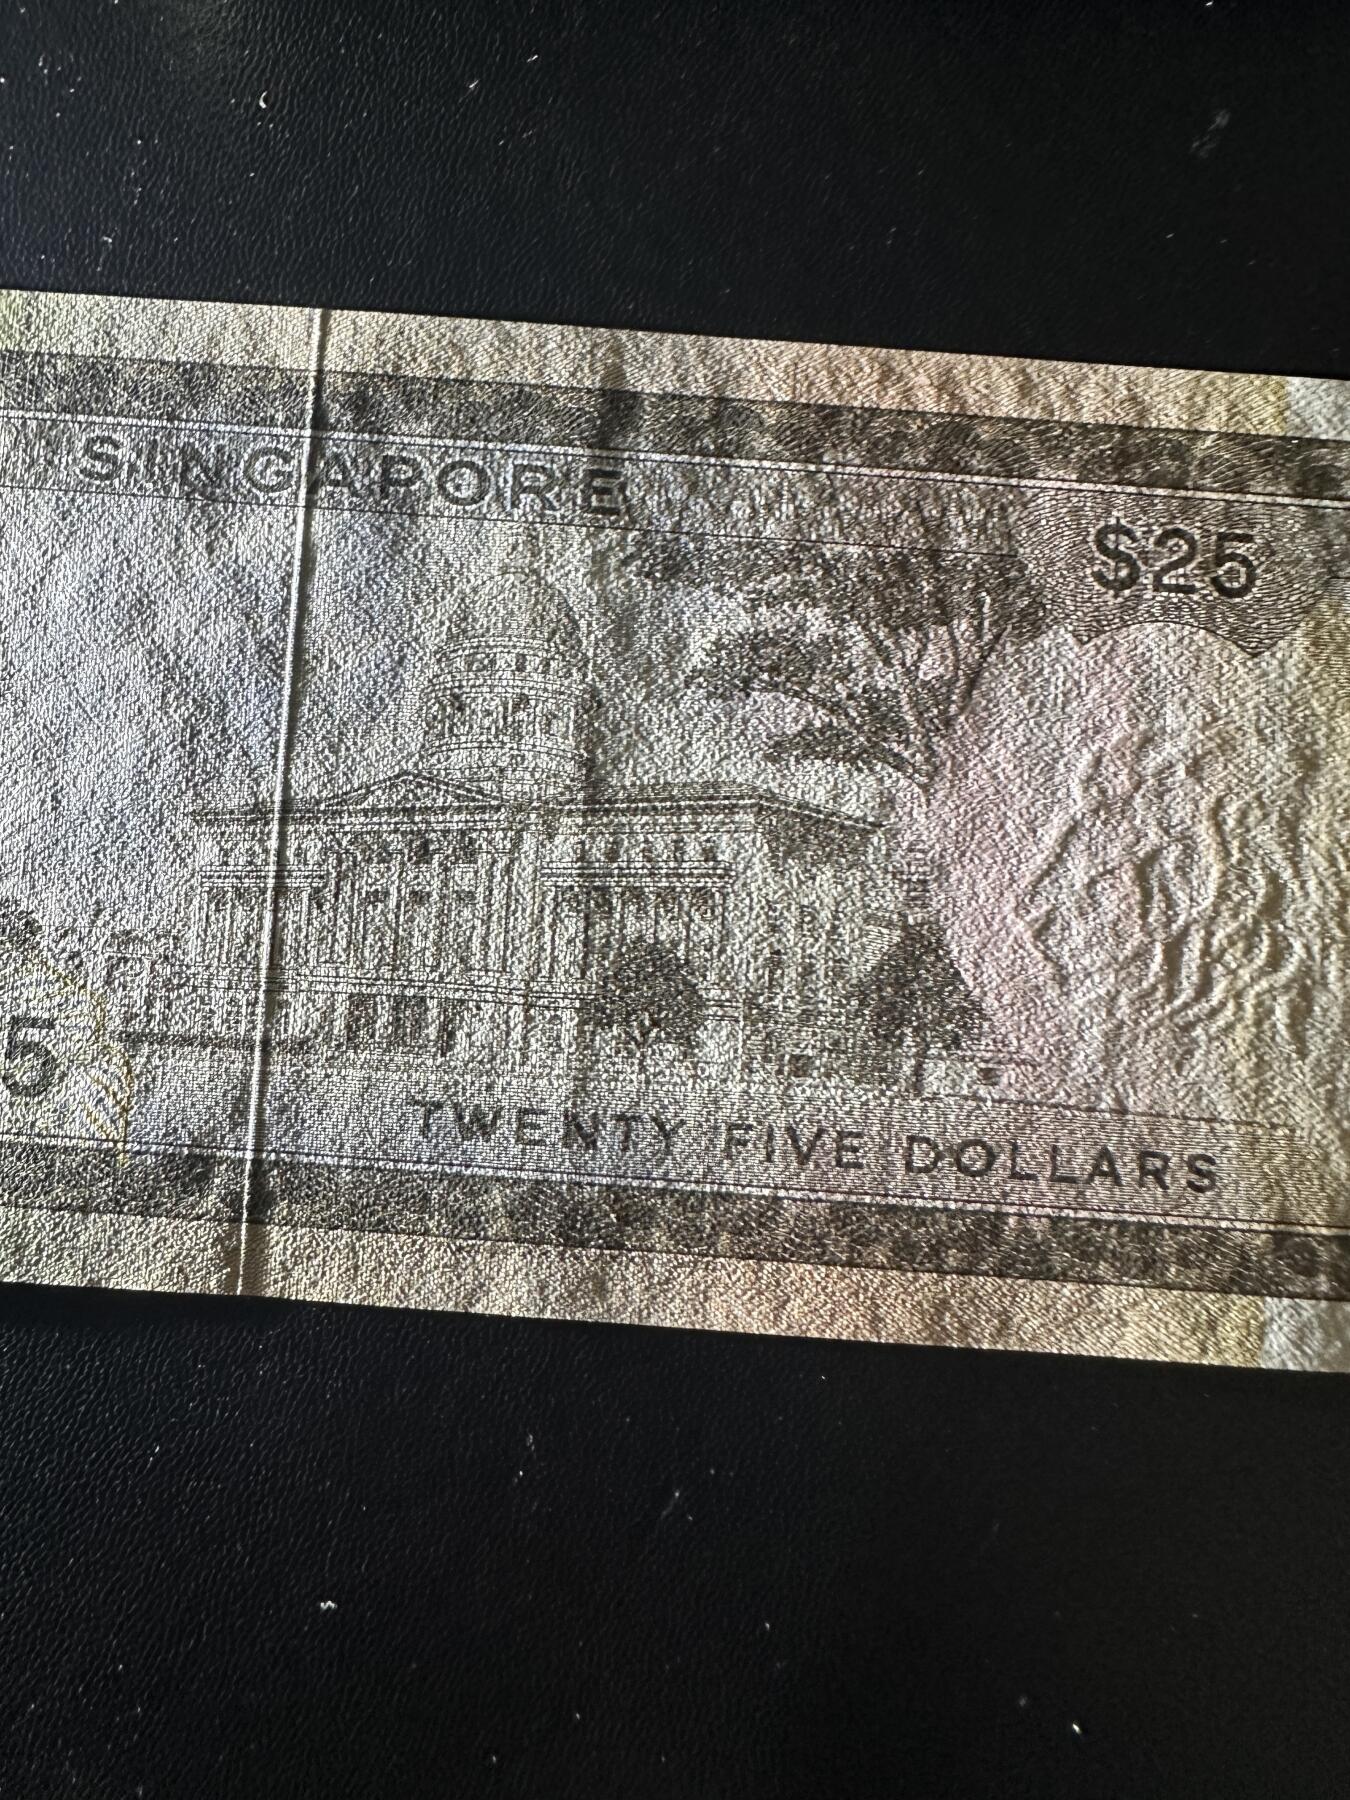 SINGAPORE
$25
5
TWENTY FIVE DOLLARS